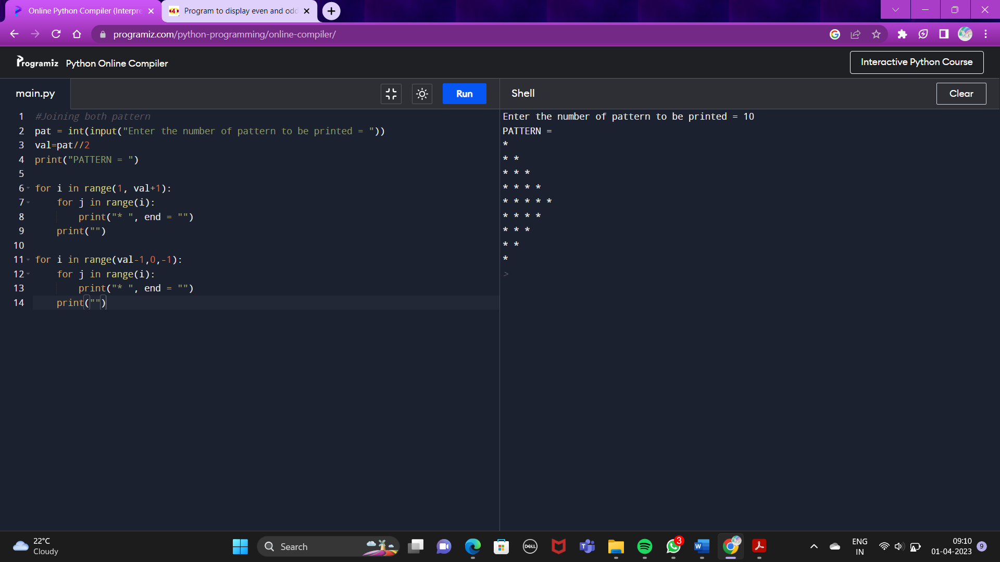 Online Python Compiler (Interpre
Program to display even and odd
programiz.com/python-programming/online-compiler/
Programiz Python Online Compiler
Interactive Python Course
main.py
Run
Shell
Clear
1 #Joining both pattern
2 pat = int(input("Enter the number of pattern to be printed = "))
3 val=pat//2
4 print("PATTERN = ")
5
6 for i in range(1, val+1):
7     for j in range(i):
8         print("* ", end = "")
9     print("")
10
11 for i in range(val-1,0,-1):
12     for j in range(i):
13         print("* ", end = "")
14     print("")
Enter the number of pattern to be printed = 10
PATTERN =
*
* *
* * *
* * * *
* * * * *
* * * *
* * *
* *
*
>
22°C
Cloudy
Search
DELL
3
ENG
IN
09:10
01-04-2023
9